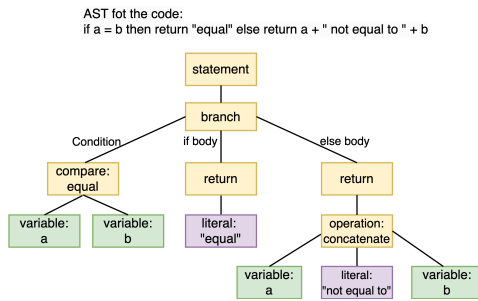 AST fot the code:
if a = b then return "equal" else return a + " not equal to " + b
statement
branch
Condition
if body
else body
compare:
equal
return
return
variable:
a
variable:
b
literal:
"equal"
operation:
concatenate
variable:
a
literal:
"not equal to"
variable:
b